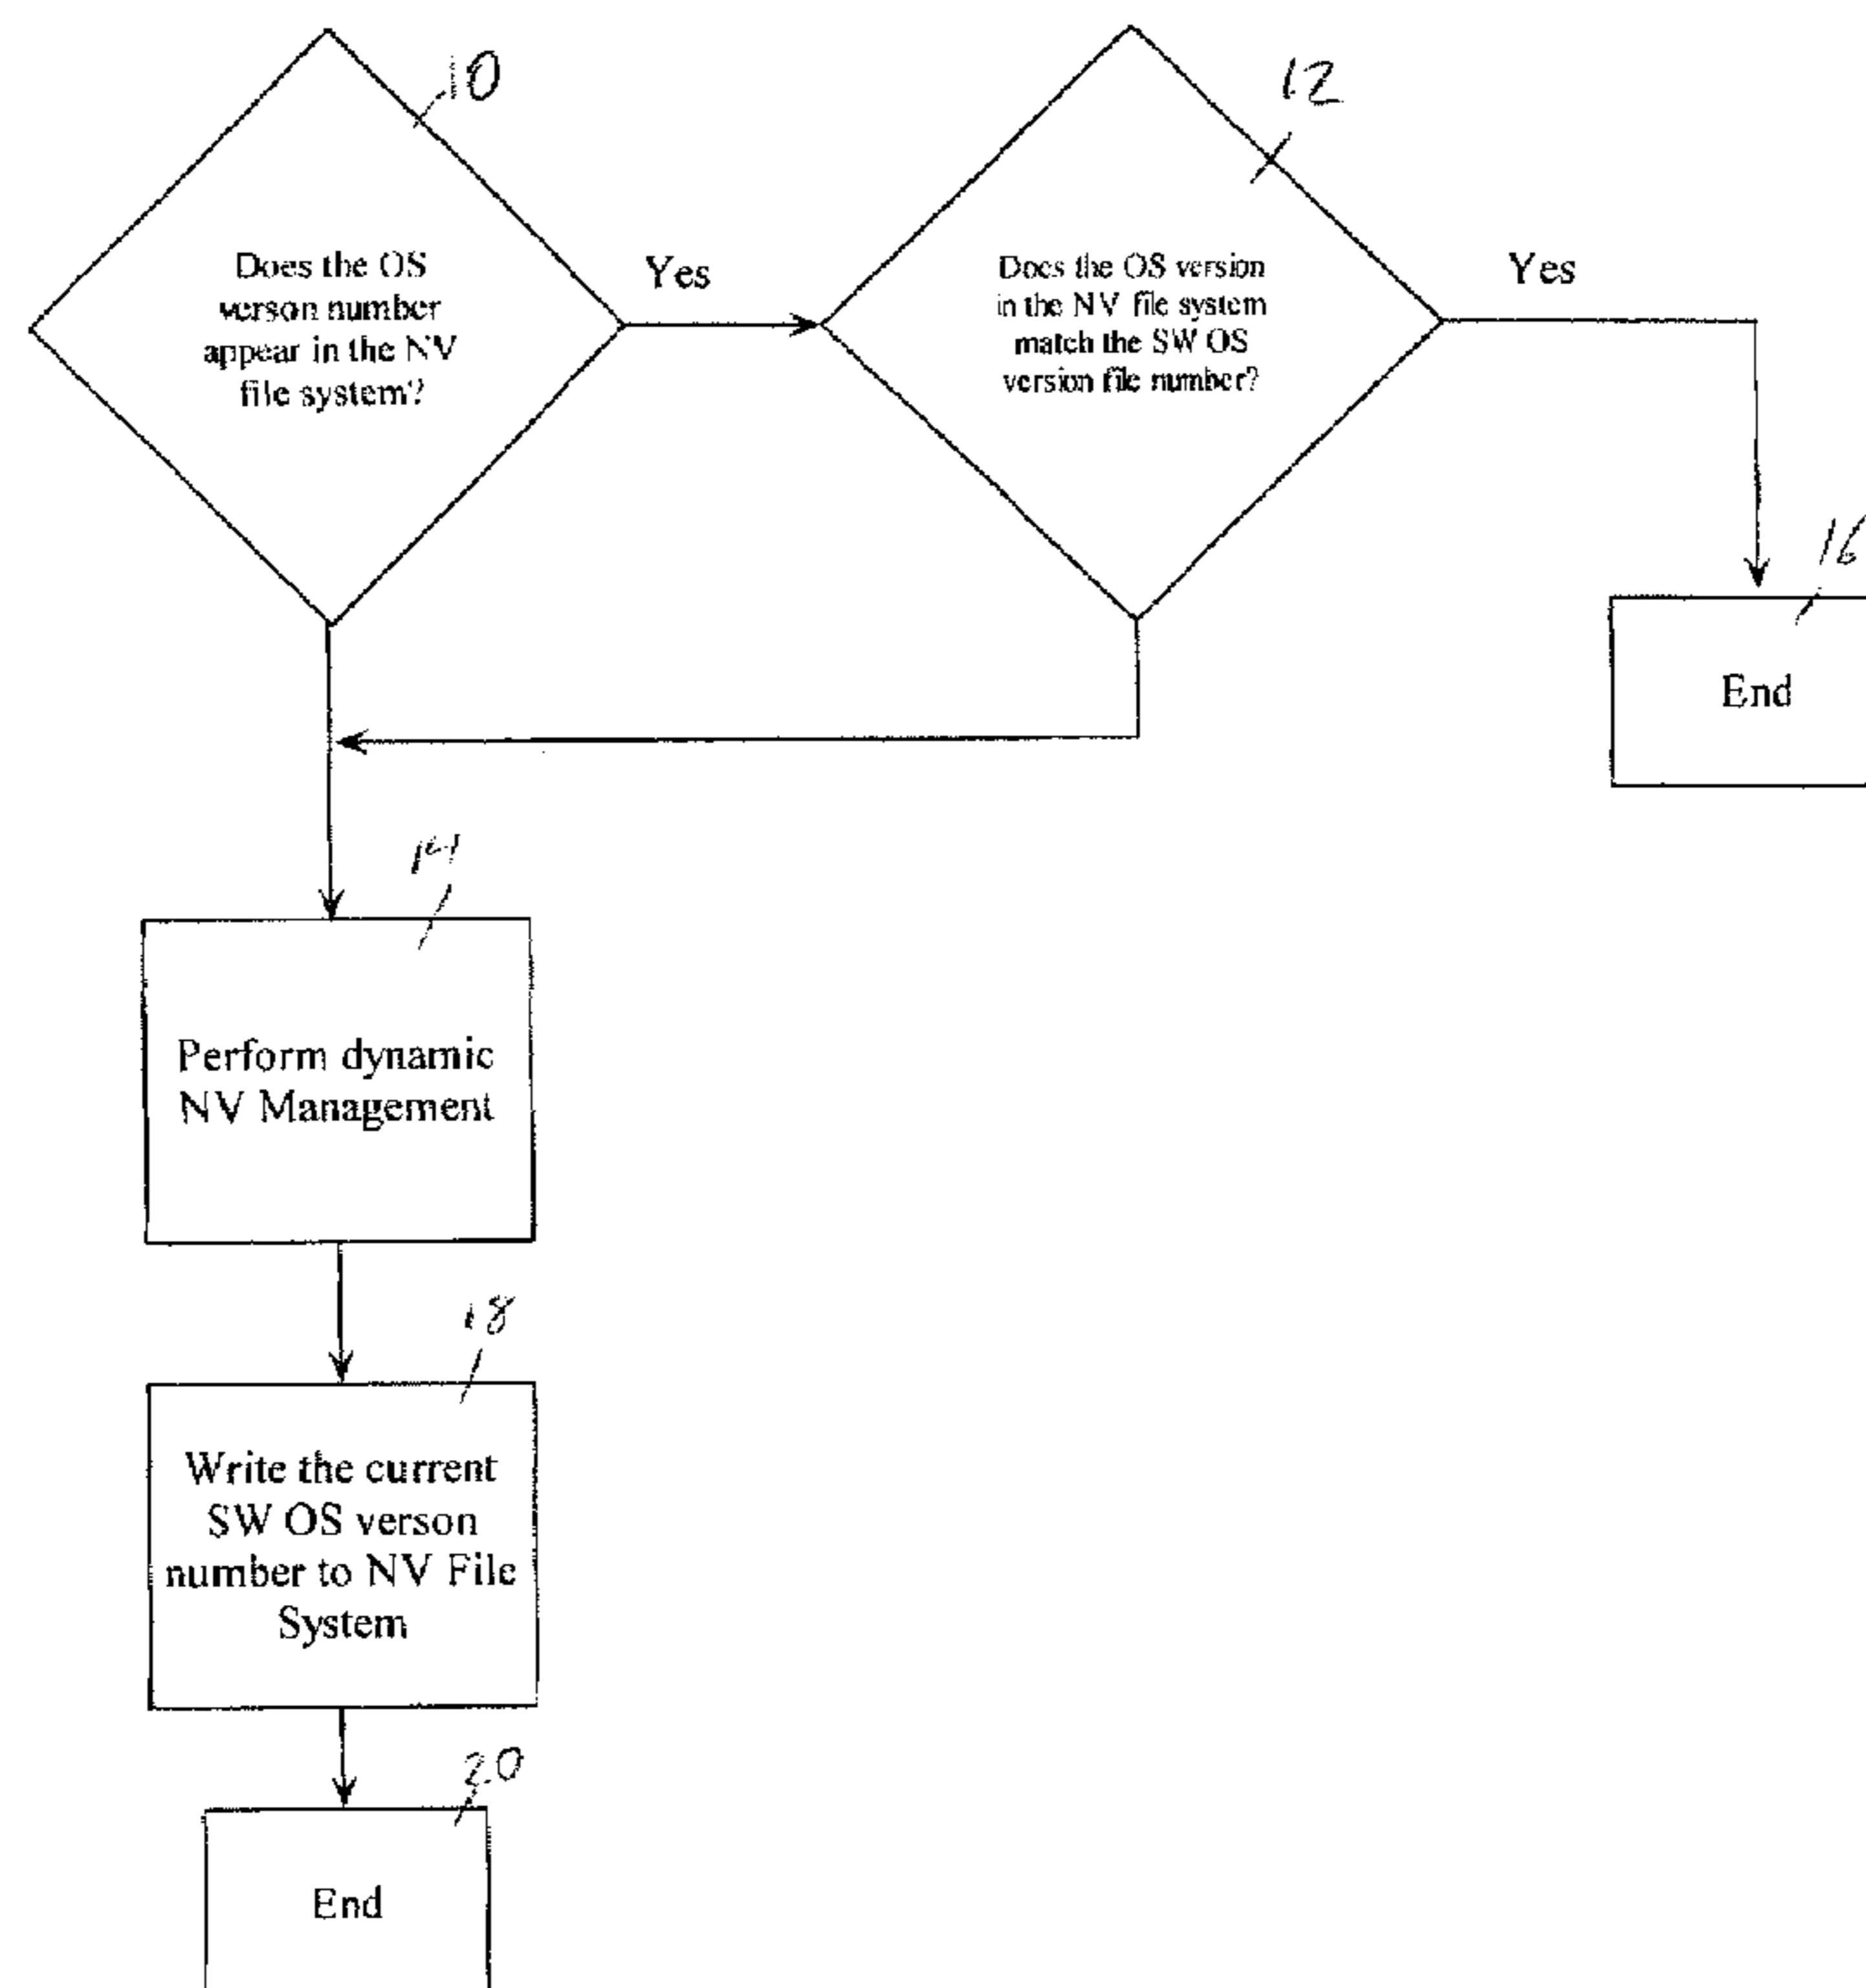 10
Does the OS
verson number
appear in the NV
file system?
Yes
12
Does the OS version
in the NV file system
match the SW OS
version file number?
Yes
16
End
14
Perform dynamic
NV Management
18
Write the current
SW OS verson
number to NV File
System
20
End